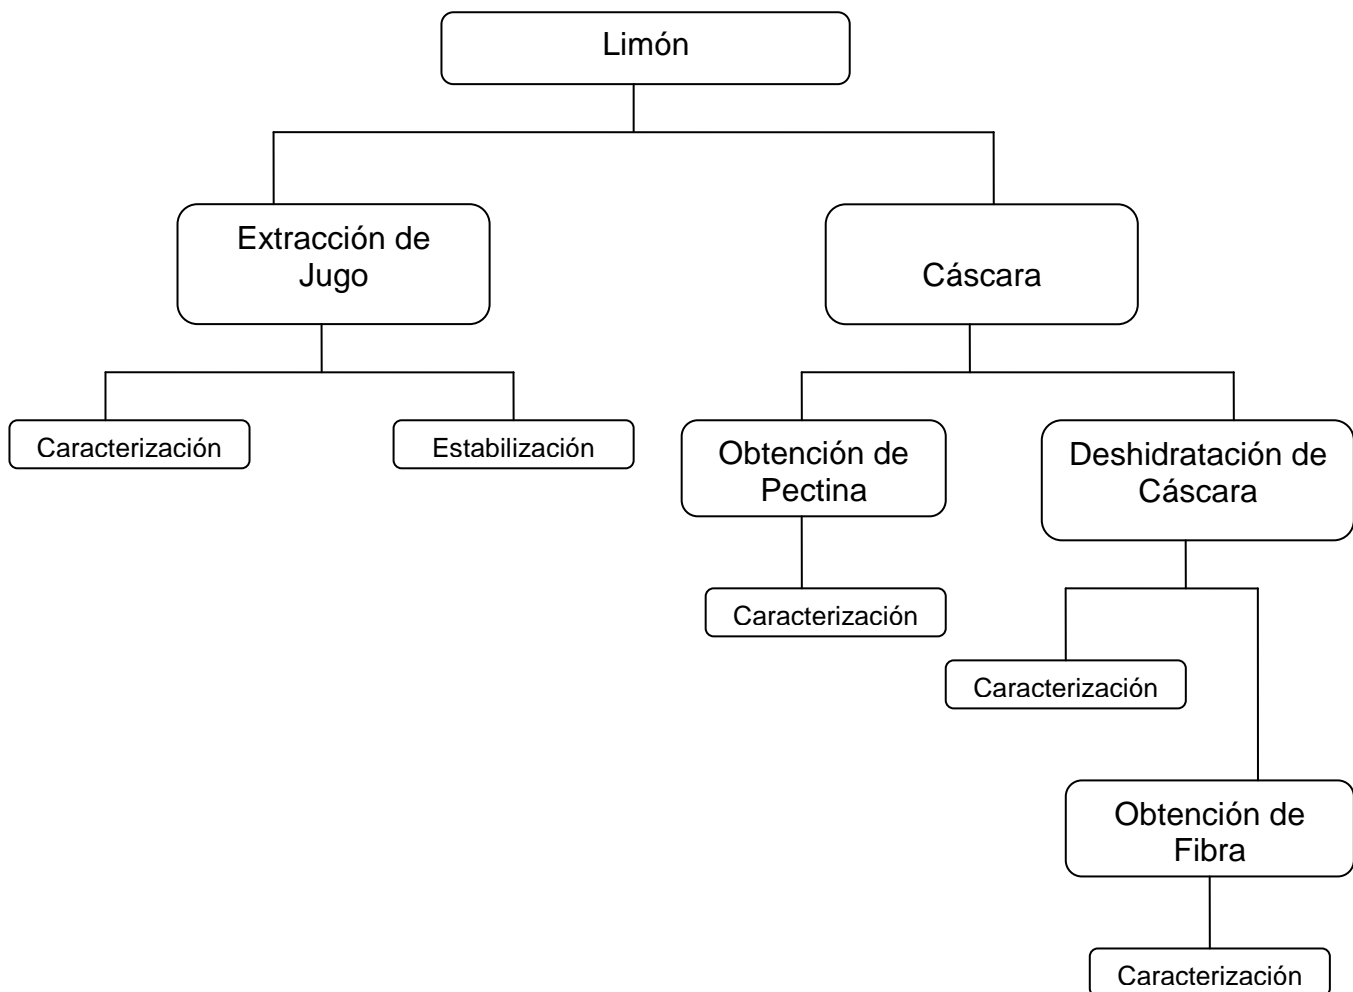 Limón
Extracción de
Jugo
Cáscara
Caracterización
Estabilización
Obtención de
Pectina
Deshidratación de
Cáscara
Caracterización
Caracterización
Obtención de
Fibra
Caracterización